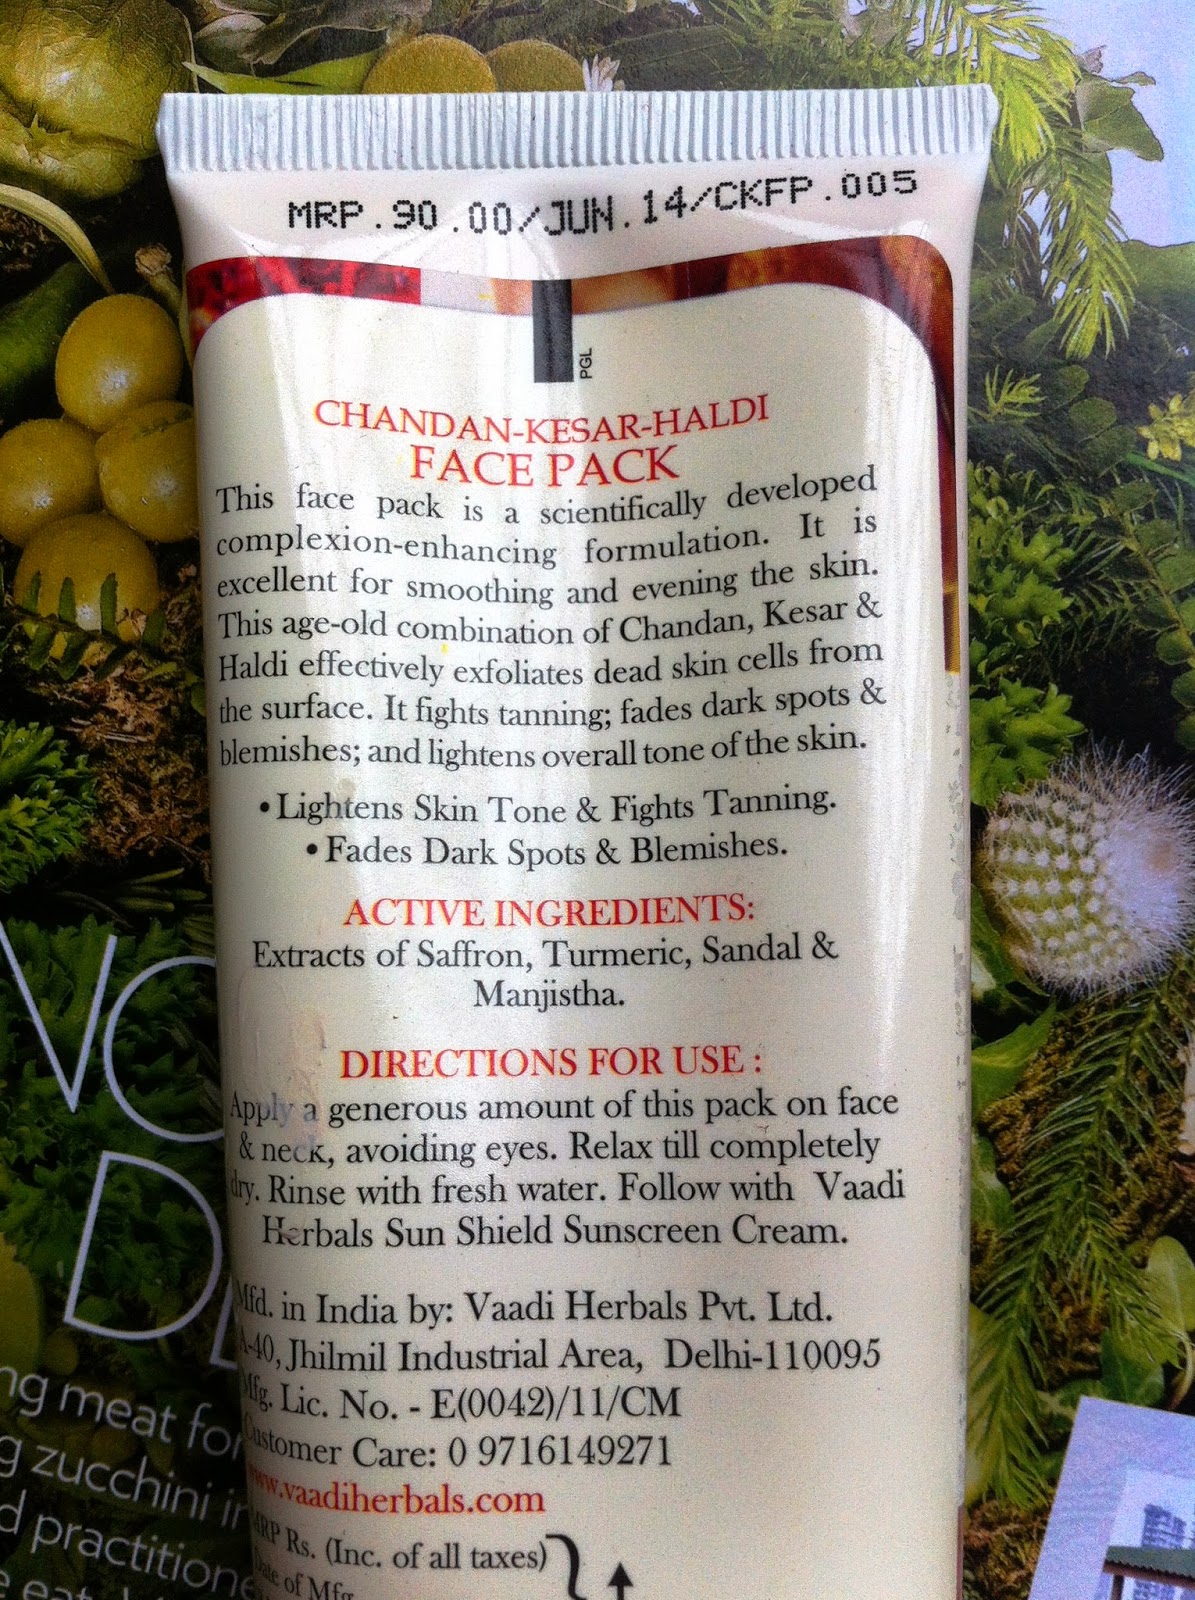 MRP.90.00/JUN.14/CKFP.005
PGL
CHANDAN-KESAR-HALDI
FACE PACK
This face pack is a scientifically developed
complexion-enhancing formulation. It is
excellent for smoothing and evening the skin.
This age-old combination of Chandan, Kesar &
Haldi effectively exfoliates dead skin cells from
the surface. It fights tanning; fades dark spots &
blemishes; and lightens overall tone of the skin.
• Lightens Skin Tone & Fights Tanning.
• Fades Dark Spots & Blemishes.
ACTIVE INGREDIENTS:
Extracts of Saffron, Turmeric, Sandal &
Manjistha.
DIRECTIONS FOR USE :
Apply a generous amount of this pack on face
& neck, avoiding eyes. Relax till completely
dry. Rinse with fresh water. Follow with Vaadi
Herbals Sun Shield Sunscreen Cream.
Mfd. in India by: Vaadi Herbals Pvt. Ltd.
A-40, Jhilmil Industrial Area, Delhi-110095
Mfg. Lic. No. - E(0042)/11/CM
Customer Care: 0 9716149271
www.vaadiherbals.com
MRP Rs. (Inc. of all taxes)
Date of Mfg.
meat for
zucchini in